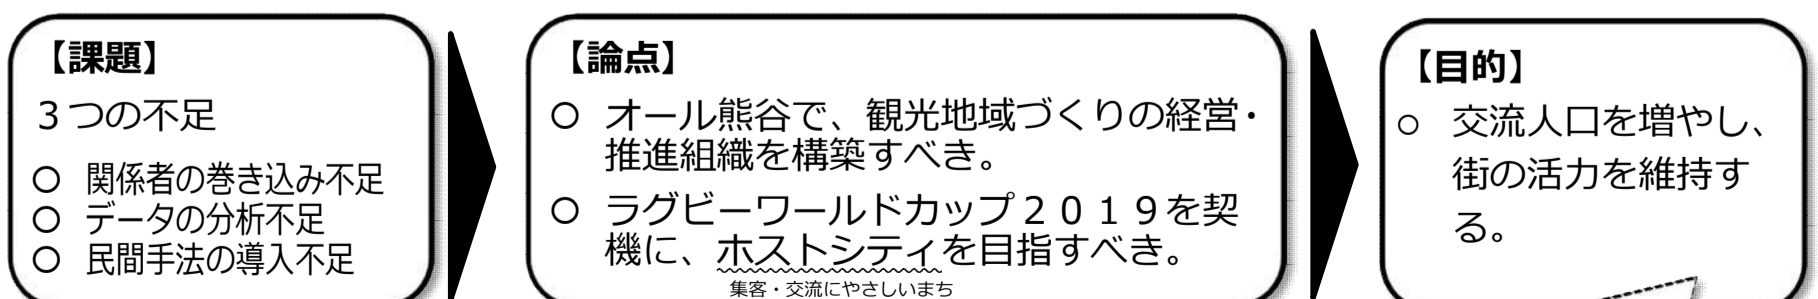 【課題】
３つの不足
○ 関係者の巻き込み不足
○ データの分析不足
○ 民間手法の導入不足
【論点】
○ オール熊谷で、観光地域づくりの経営・
推進組織を構築すべき。
○ ラグビーワールドカップ２０１９を契
機に、ホストシティを目指すべき。
集客・交流にやさしいまち
【目的】
○ 交流人口を増やし、
街の活力を維持す
る。